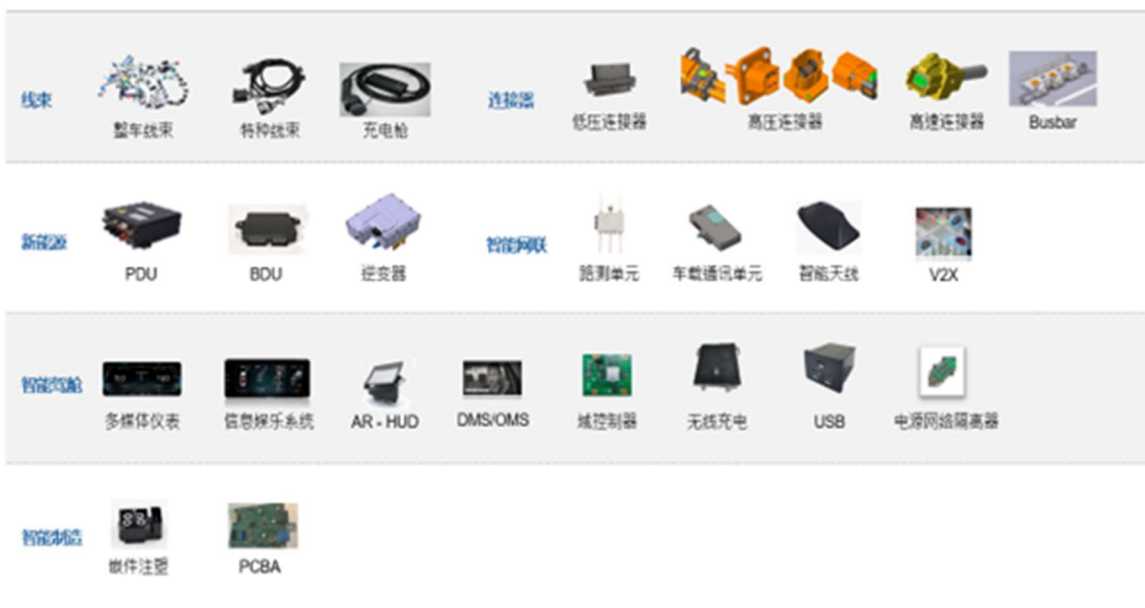 线束
整车线束
特种线束
充电枪
连接器
低压连接器
高压连接器
高速连接器
Busbar
新能源
PDU
BDU
逆变器
智能网联
路测单元
车载通讯单元
智能天线
V2X
智能驾舱
多媒体仪表
信息娱乐系统
AR - HUD
DMS/OMS
域控制器
无线充电
USB
电源网络隔离器
智能制造
嵌件注塑
PCBA